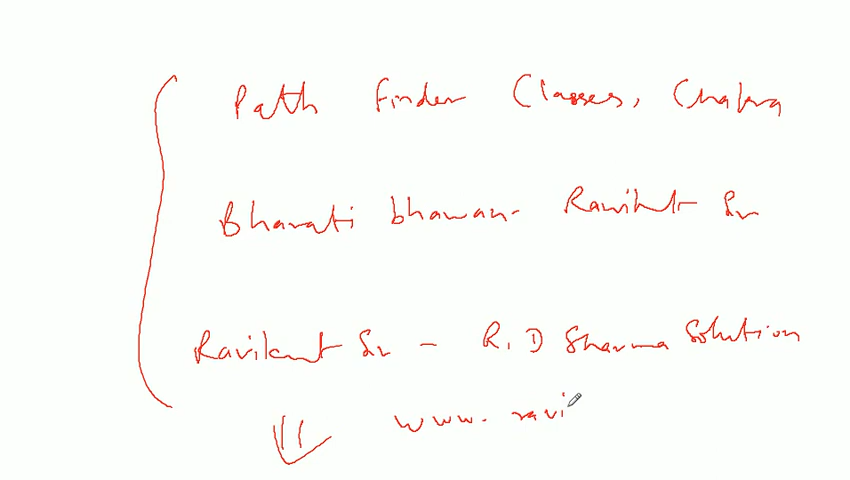 Path Finder Classes, Chakra
Bharati bhawan- Ravikant Sir
Ravikant Sir - R.D Sharma Solution
www.ravi